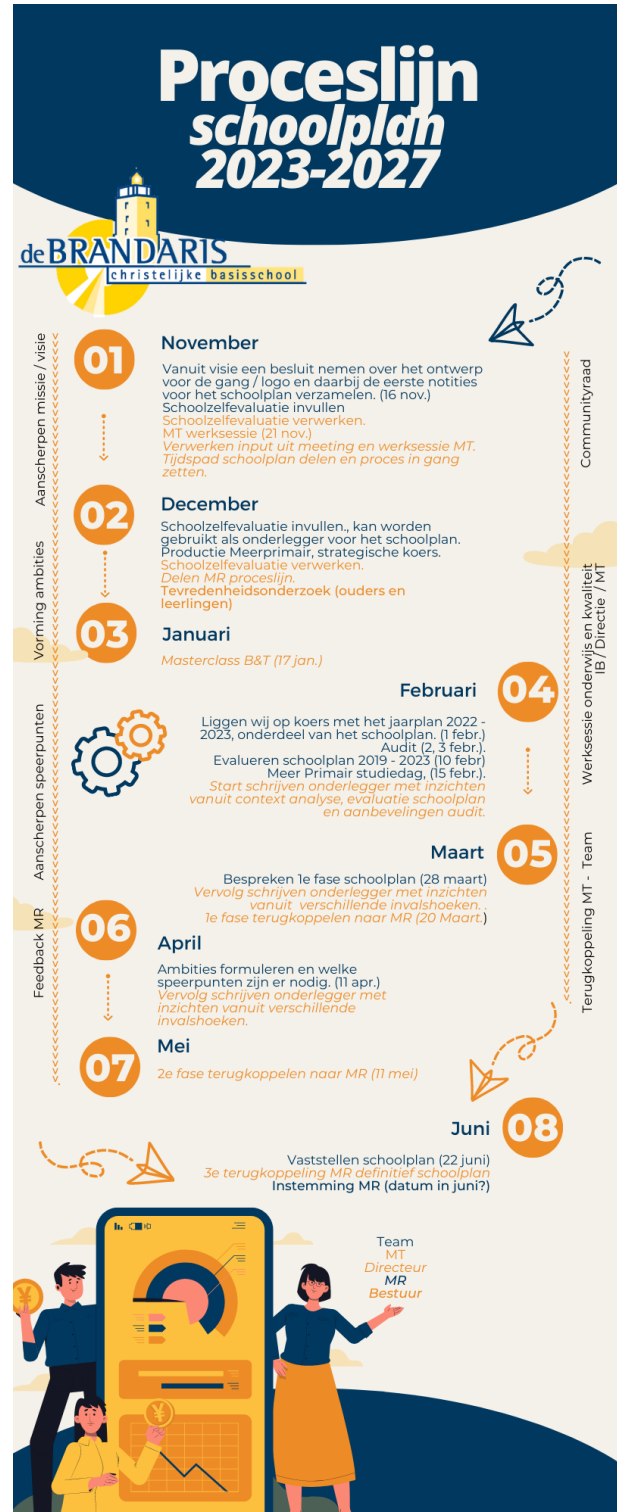 Proceslijn
schoolplan
2023-2027
de BRANDARIS
christelijke basisschool
Aanscherpen missie / visie
Vorming ambities
Aanscherpen speerpunten
Feedback MR
Communityraad
Werksessie onderwijs en kwaliteit
IB / Directie / MT
Terugkoppeling MT - Team
01
November
Vanuit visie een besluit nemen over het ontwerp
voor de gang / logo en daarbij de eerste notities
voor het schoolplan verzamelen. (16 nov.)
Schoolzelfevaluatie invullen
Schoolzelfevaluatie verwerken.
MT werksessie (21 nov.)
Verwerken input uit meeting en werksessie MT.
Tijdspad schoolplan delen en proces in gang
zetten.
02
December
Schoolzelfevaluatie invullen., kan worden
gebruikt als onderlegger voor het schoolplan.
Productie Meerprimair, strategische koers.
Schoolzelfevaluatie verwerken.
Delen MR proceslijn.
Tevredenheidsonderzoek (ouders en
leerlingen)
03
Januari
Masterclass B&T (17 jan.)
Februari
04
Liggen wij op koers met het jaarplan 2022 -
2023, onderdeel van het schoolplan. (1 febr.)
Audit (2, 3 febr.).
Evalueren schoolplan 2019 - 2023 (10 febr)
Meer Primair studiedag, (15 febr.).
Start schrijven onderlegger met inzichten
vanuit context analyse, evaluatie schoolplan
en aanbevelingen audit.
Maart
05
Bespreken 1e fase schoolplan (28 maart)
Vervolg schrijven onderlegger met inzichten
vanuit verschillende invalshoeken. .
1e fase terugkoppelen naar MR (20 Maart.)
06
April
Ambities formuleren en welke
speerpunten zijn er nodig. (11 apr.)
Vervolg schrijven onderlegger met
inzichten vanuit verschillende
invalshoeken.
07
Mei
2e fase terugkoppelen naar MR (11 mei)
Juni
08
Vaststellen schoolplan (22 juni)
3e terugkoppeling MR definitief schoolplan
Instemming MR (datum in juni?)
Team
MT
Directeur
MR
Bestuur
¥
¥